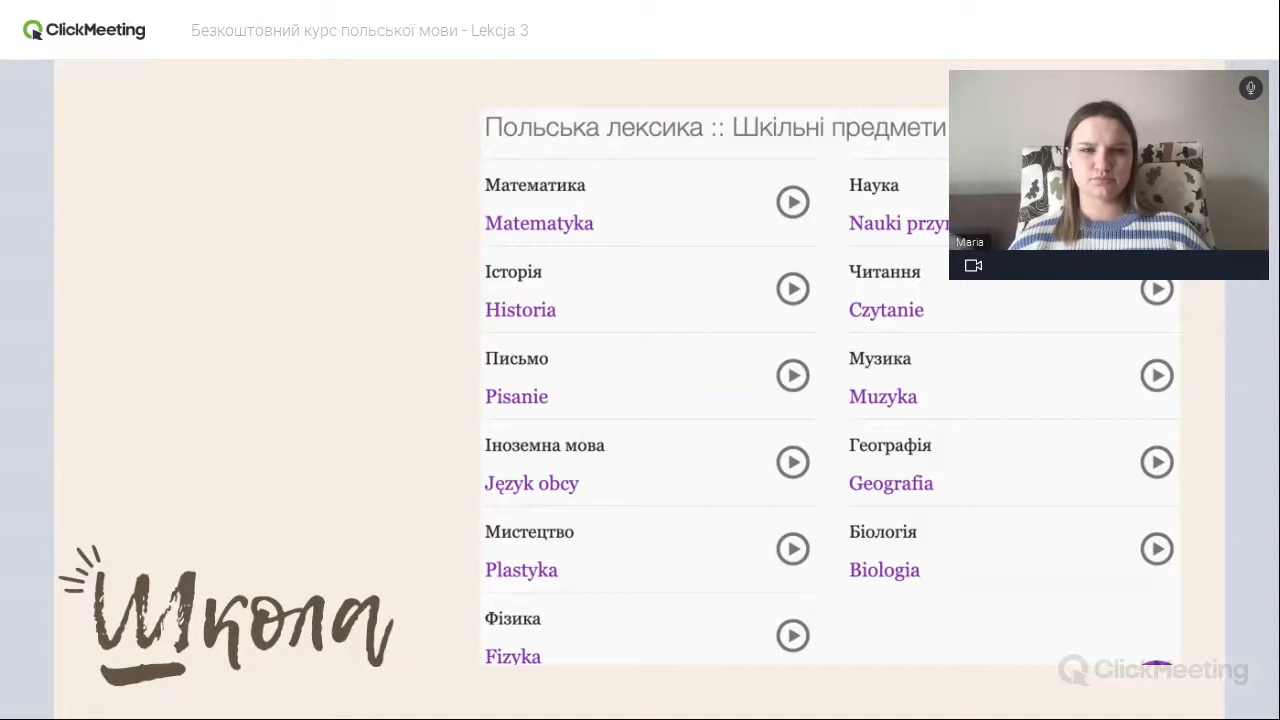 ClickMeeting
Безкоштовний курс польської мови - Lekcja 3
Польська лексика :: Шкільні предмети
Математика
Matematyka
Історія
Historia
Письмо
Pisanie
Іноземна мова
Język obcy
Мистецтво
Plastyka
Фізика
Fizyka
Наука
Nauki
Читання
Czytanie
Музика
Muzyka
Географія
Geografia
Біологія
Biologia
Maria
Школа
ClickMeeting